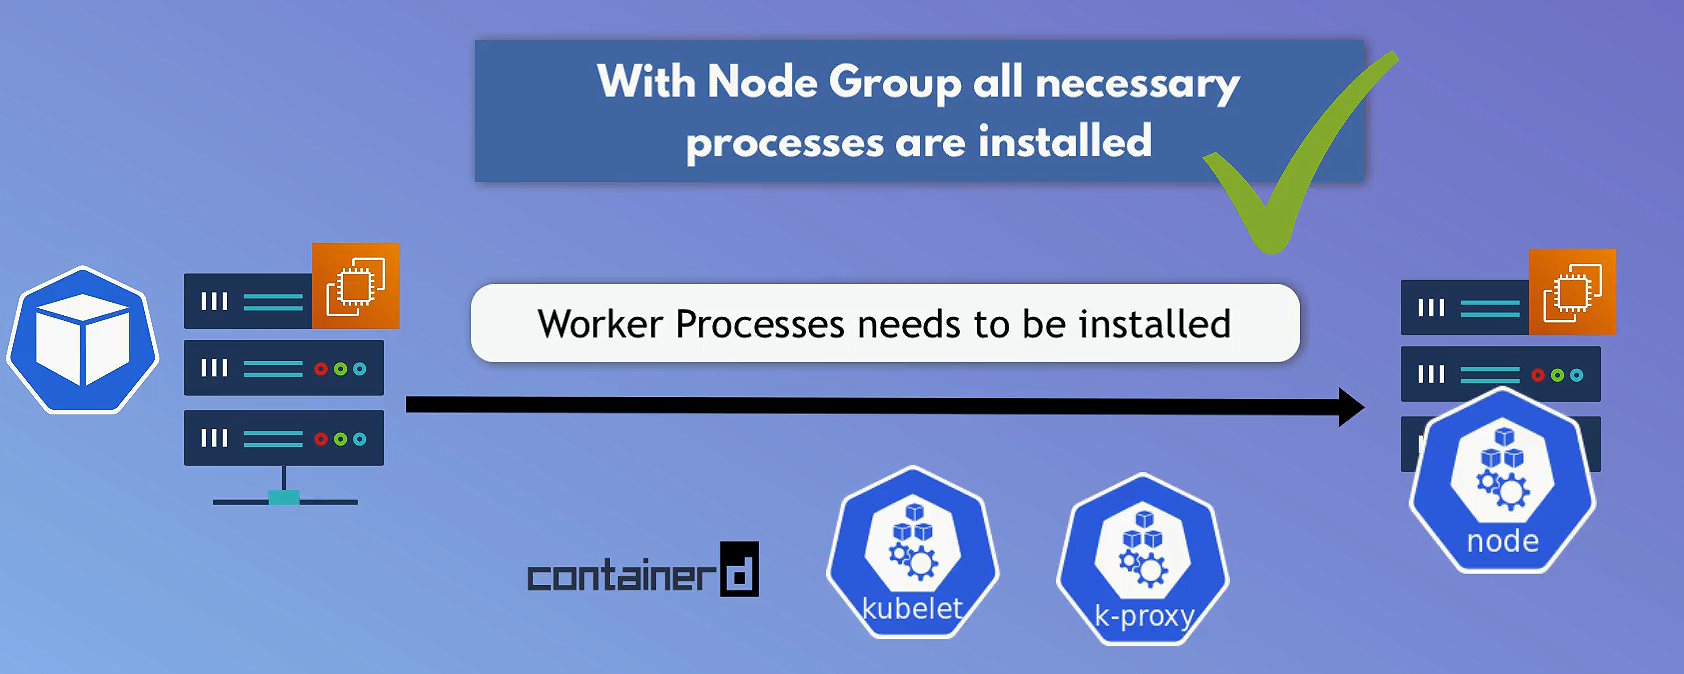 With Node Group all necessary
processes are installed
Worker Processes needs to be installed
containerd
kubelet
k-proxy
node